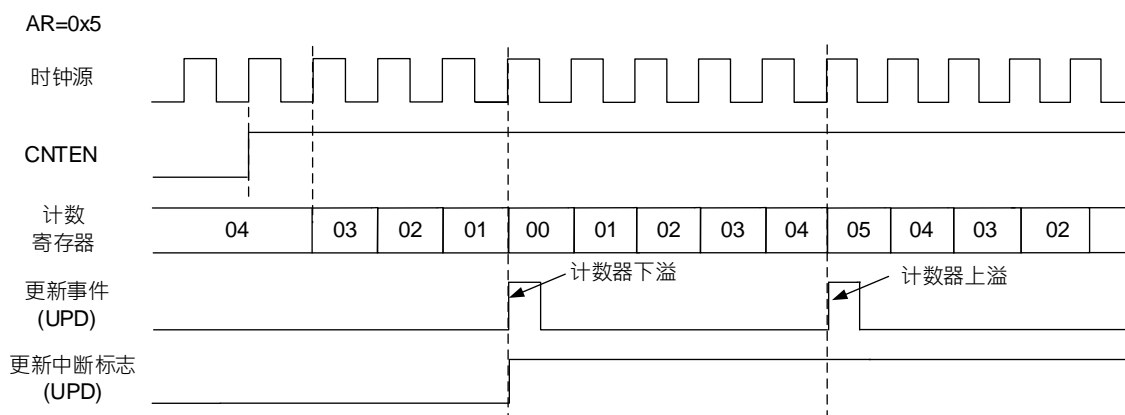 AR=0x5
时钟源
CNTEN
计数
寄存器
04 03 02 01 00 01 02 03 04 05 04 03 02
计数器下溢
计数器上溢
更新事件
(UPD)
更新中断标志
(UPD)